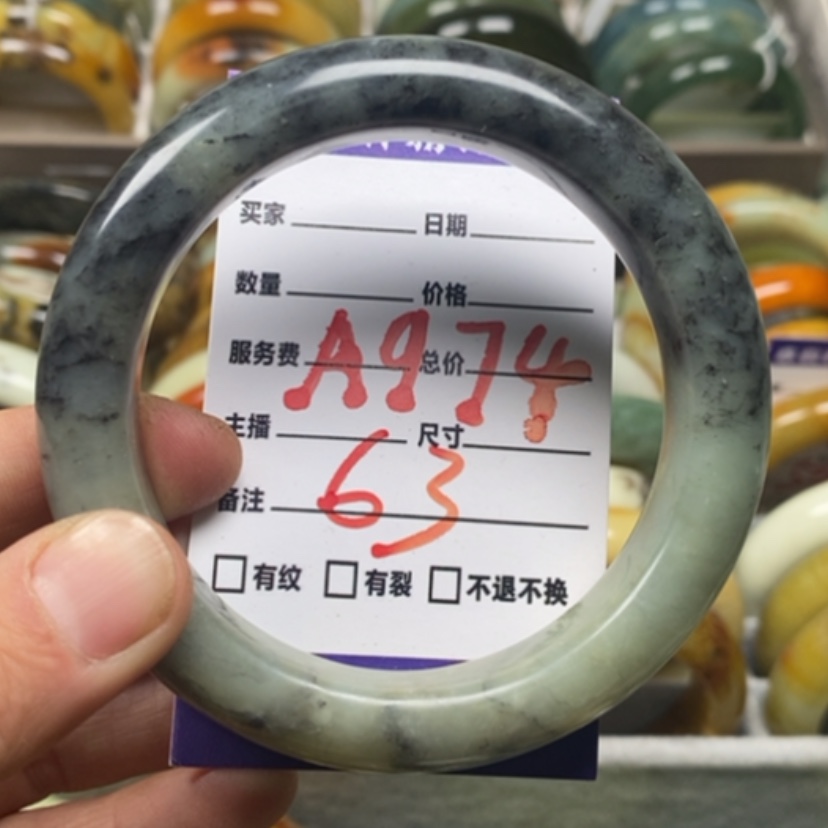 买家 日期
数量 价格
服务费 总价
A974
主播 尺寸
63
备注
有纹 有裂 不退不换